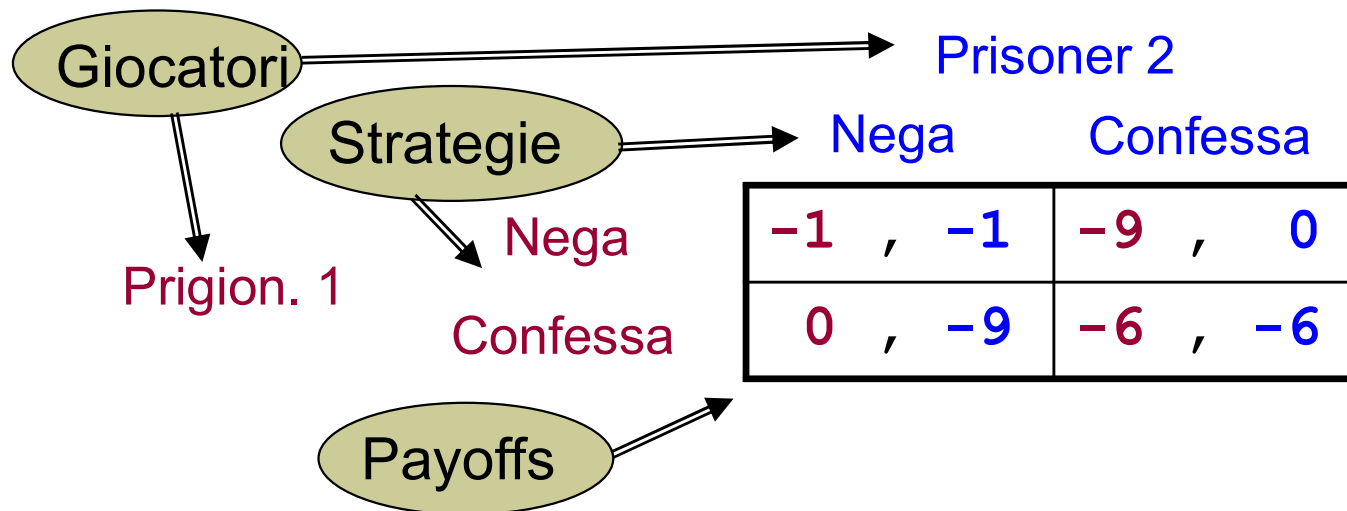 Giocatori
Prisoner 2
Strategie
Nega Confessa
Nega
-1 , -1 -9 , 0
Prigion. 1
Confessa
0 , -9 -6 , -6
Payoffs